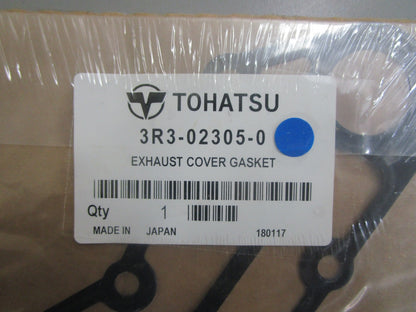 TOHATSU
3R3-02305-0
EXHAUST COVER GASKET
Qty 1
MADE IN JAPAN 180117